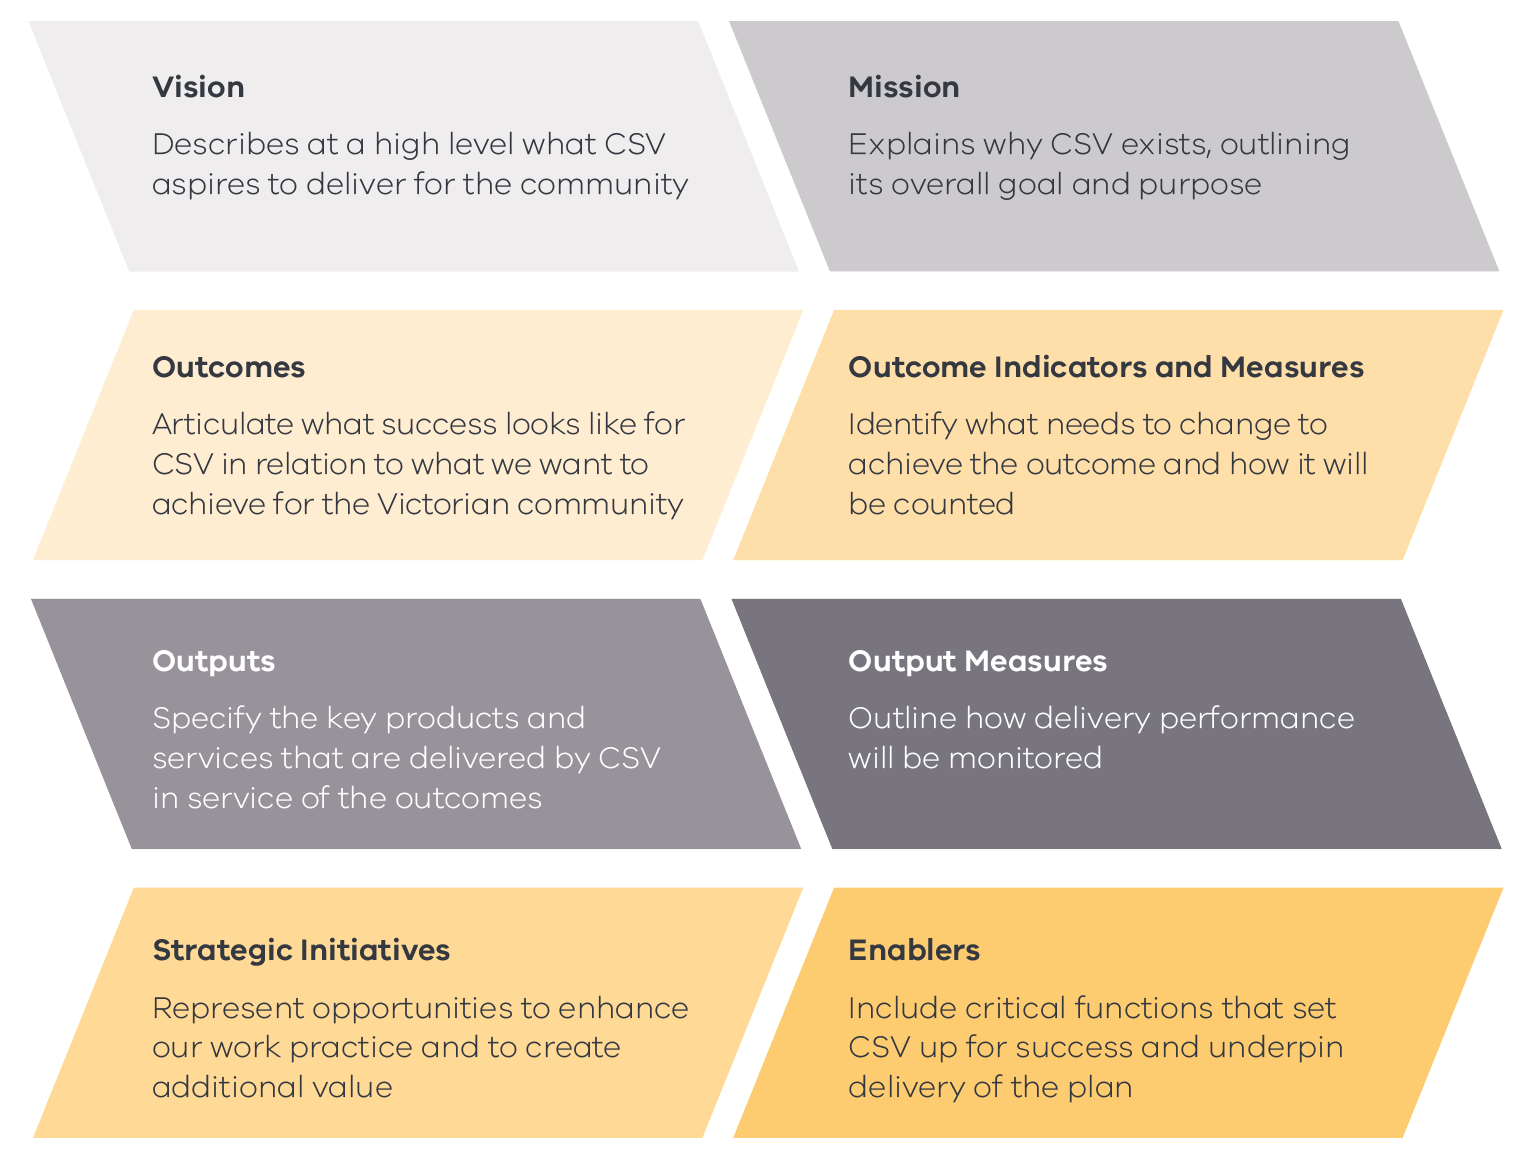 Vision
Describes at a high level what CSV
aspires to deliver for the community
Mission
Explains why CSV exists, outlining
its overall goal and purpose
Outcomes
Articulate what success looks like for
CSV in relation to what we want to
achieve for the Victorian community
Outcome Indicators and Measures
Identify what needs to change to
achieve the outcome and how it will
be counted
Outputs
Specify the key products and
services that are delivered by CSV
in service of the outcomes
Output Measures
Outline how delivery performance
will be monitored
Strategic Initiatives
Represent opportunities to enhance
our work practice and to create
additional value
Enablers
Include critical functions that set
CSV up for success and underpin
delivery of the plan